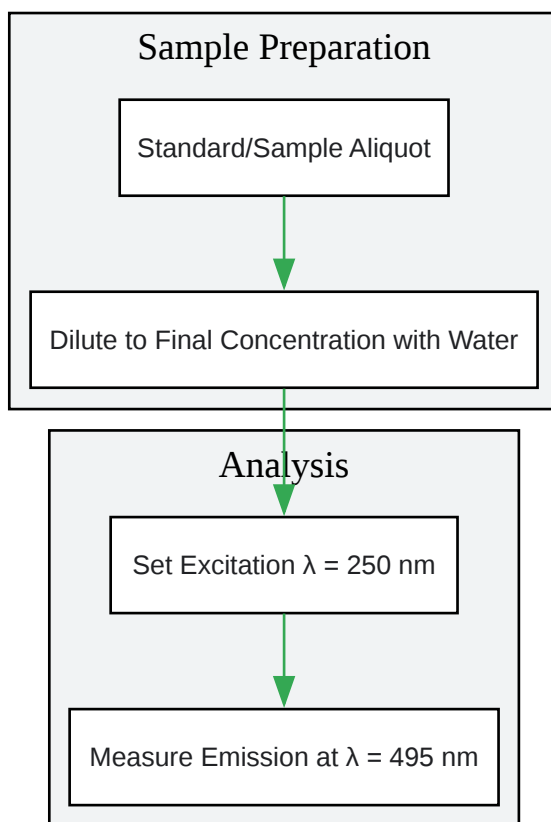 Sample Preparation
Standard/Sample Aliquot
Dilute to Final Concentration with Water
Analysis
Set Excitation λ = 250 nm
Measure Emission at λ = 495 nm